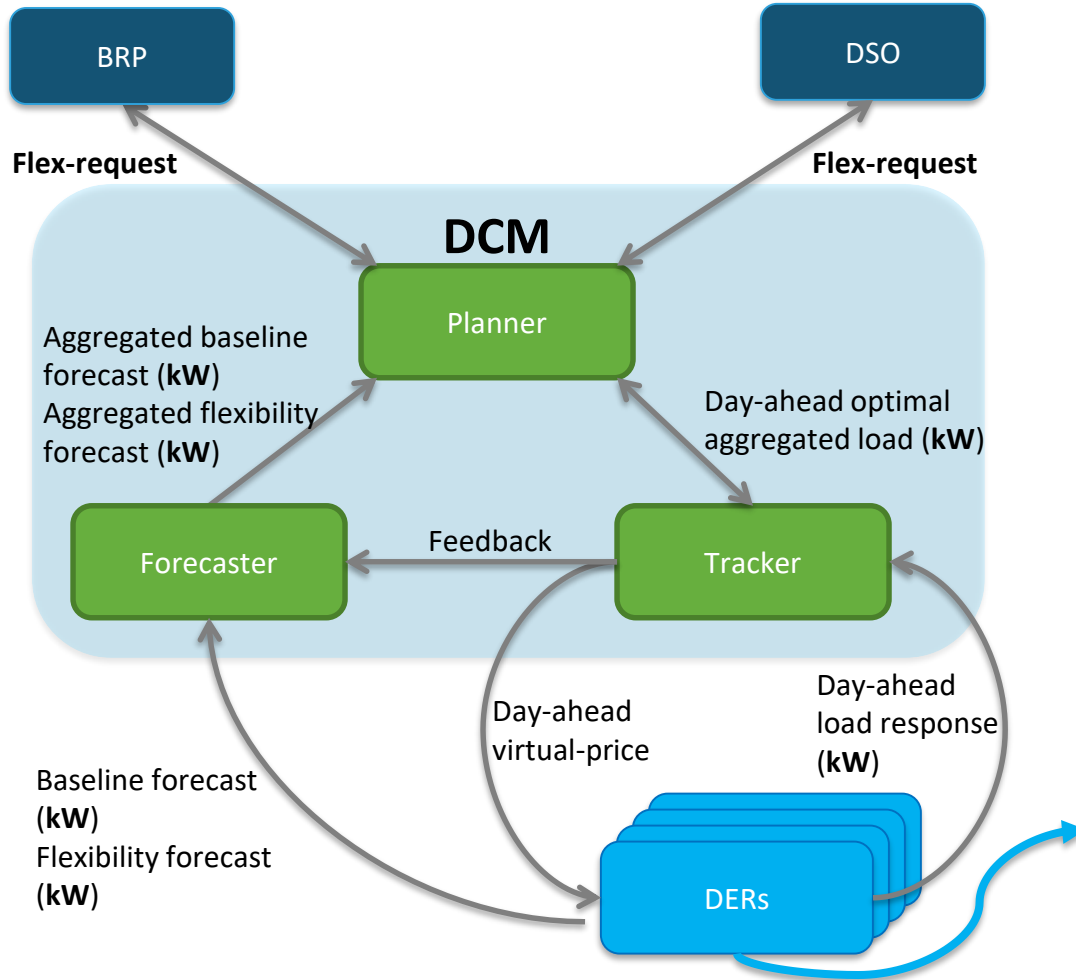 BRP
DSO
Flex-request
Flex-request
DCM
Planner
Aggregated baseline
forecast (kW)
Aggregated flexibility
forecast (kW)
Day-ahead optimal
aggregated load (kW)
Forecaster
Feedback
Tracker
Day-ahead
virtual-price
Day-ahead
load response
(kW)
Baseline forecast
(kW)
Flexibility forecast
(kW)
DERs